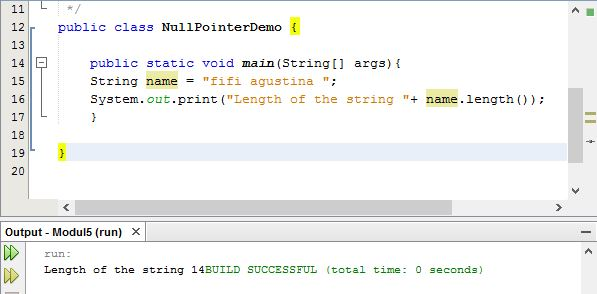 11 */
12 public class NullPointerDemo {
13
14 public static void main(String[] args){
15 String name = "fifi agustina ";
16 System.out.print("Length of the string "+ name.length());
17 }
18
19 }
20
Output - Modul5 (run)
run:
Length of the string 14BUILD SUCCESSFUL (total time: 0 seconds)